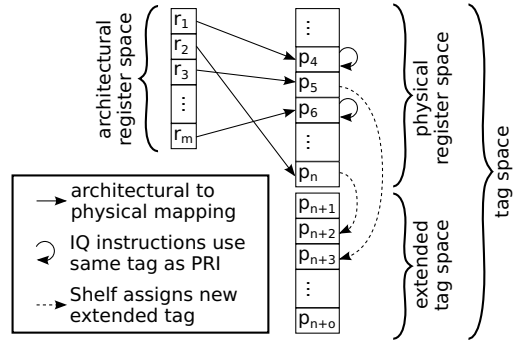 architectural
register space
r1
r2
r3
⋮
rm
⋮
p4
p5
p6
⋮
pn
pn+1
pn+2
pn+3
⋮
pn+o
physical
register space
extended
tag space
tag space
architectural to
physical mapping
IQ instructions use
same tag as PRI
Shelf assigns new
extended tag